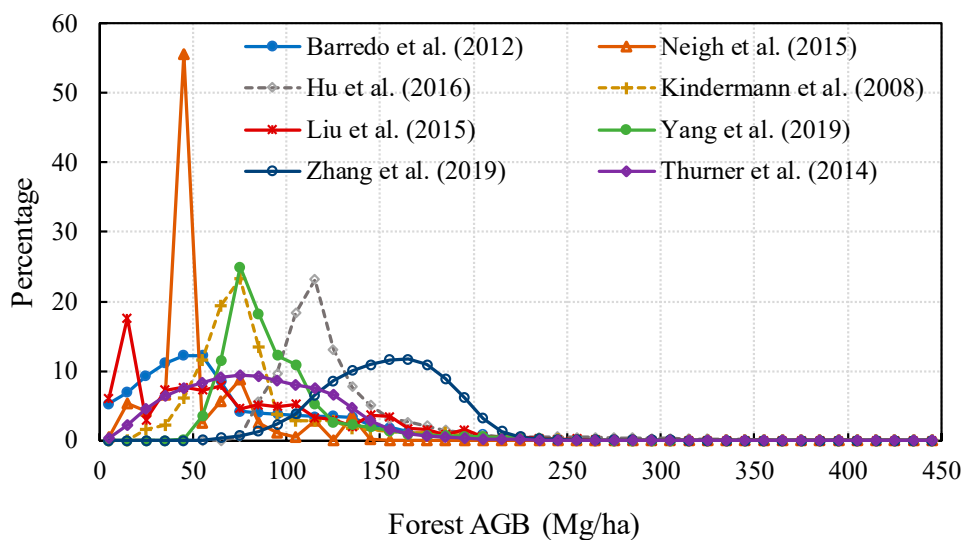 60
50
40
30
20
10
0
Percentage
Barredo et al. (2012)
Neigh et al. (2015)
Hu et al. (2016)
Kindermann et al. (2008)
Liu et al. (2015)
Yang et al. (2019)
Zhang et al. (2019)
Thurner et al. (2014)
0 50 100 150 200 250 300 350 400 450
Forest AGB (Mg/ha)